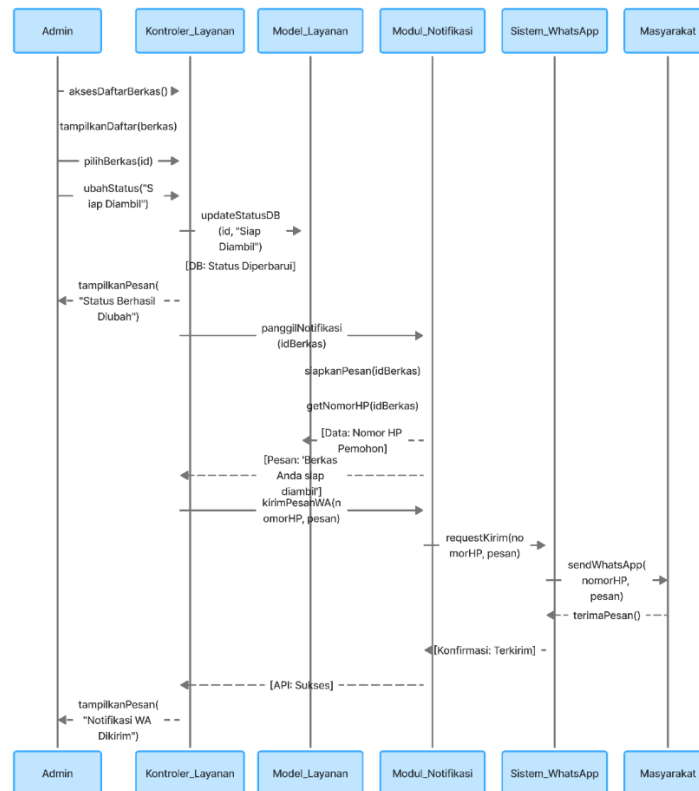 Admin
Kontroler_Layanan
Model_Layanan
Modul_Notifikasi
Sistem_WhatsApp
Masyarakat
aksesDaftarBerkas()
tampilkanDaftar(berkas)
pilihBerkas(id)
ubahStatus("S
iap Diambil")
updateStatusDB
(id, "Siap
Diambil")
[DB: Status Diperbarui]
tampilkanPesan(
"Status Berhasil
Diubah")
panggilNotifikasi
(idBerkas)
siapkanPesan(idBerkas)
getNomorHP(idBerkas)
[Data: Nomor HP
Pemohon]
[Pesan: 'Berkas
Anda siap
diambil']
kirimPesanWA(n
omorHP, pesan)
requestKirim(no
morHP, pesan)
sendWhatsApp(
nomorHP,
pesan)
terimaPesan()
[Konfirmasi: Terkirim]
[API: Sukses]
tampilkanPesan(
"Notifikasi WA
Dikirim")
Admin
Kontroler_Layanan
Model_Layanan
Modul_Notifikasi
Sistem_WhatsApp
Masyarakat